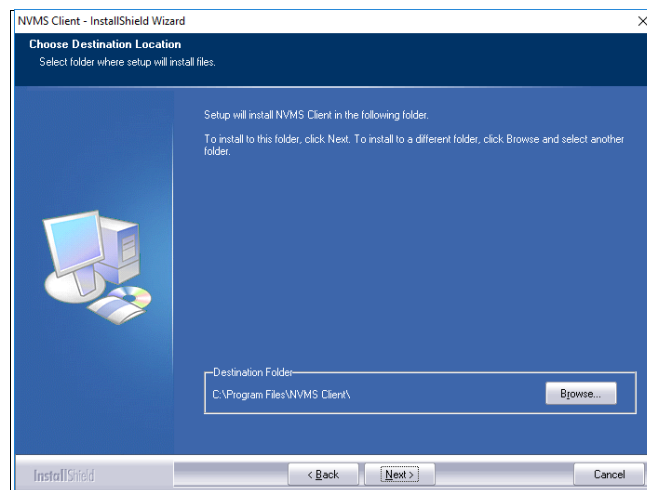 NVMS Client - InstallShield Wizard
Choose Destination Location
Select folder where setup will install files.
Setup will install NVMS Client in the following folder.
To install to this folder, click Next. To install to a different folder, click Browse and select another
folder.
Destination Folder
C:\Program Files\NVMS Client\
Browse...
InstallShield
< Back
Next >
Cancel